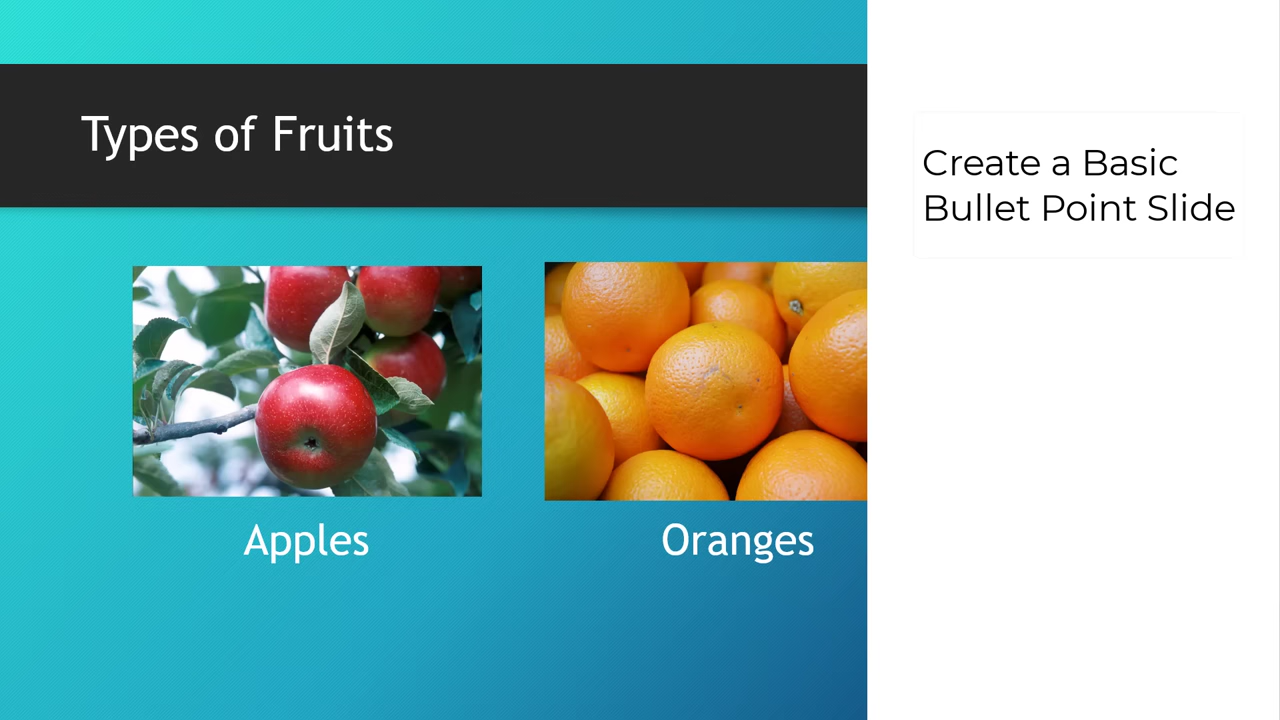 Types of Fruits
Create a Basic
Bullet Point Slide
Apples
Oranges